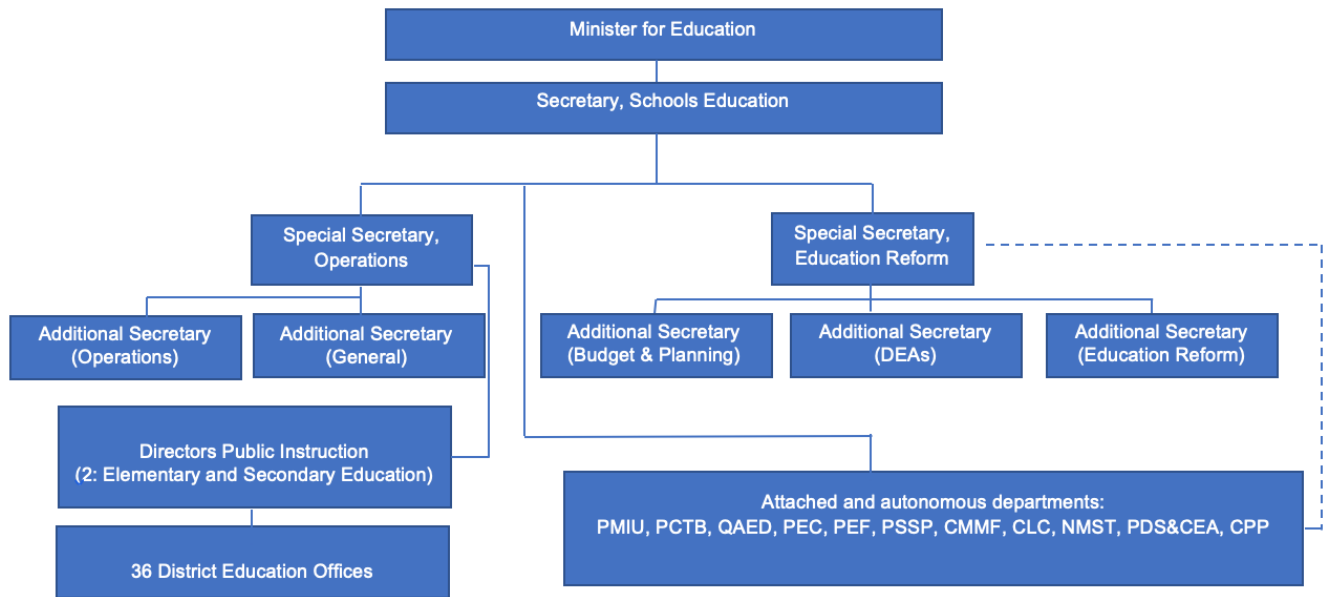 Minister for Education
Secretary, Schools Education
Special Secretary,
Operations
Special Secretary,
Education Reform
Additional Secretary
(Operations)
Additional Secretary
(General)
Additional Secretary
(Budget & Planning)
Additional Secretary
(DEAs)
Additional Secretary
(Education Reform)
Directors Public Instruction
(2: Elementary and Secondary Education)
Attached and autonomous departments:
PMIU, PCTB, QAED, PEC, PEF, PSSP, CMMF, CLC, NMST, PDS&CEA, CPP
36 District Education Offices